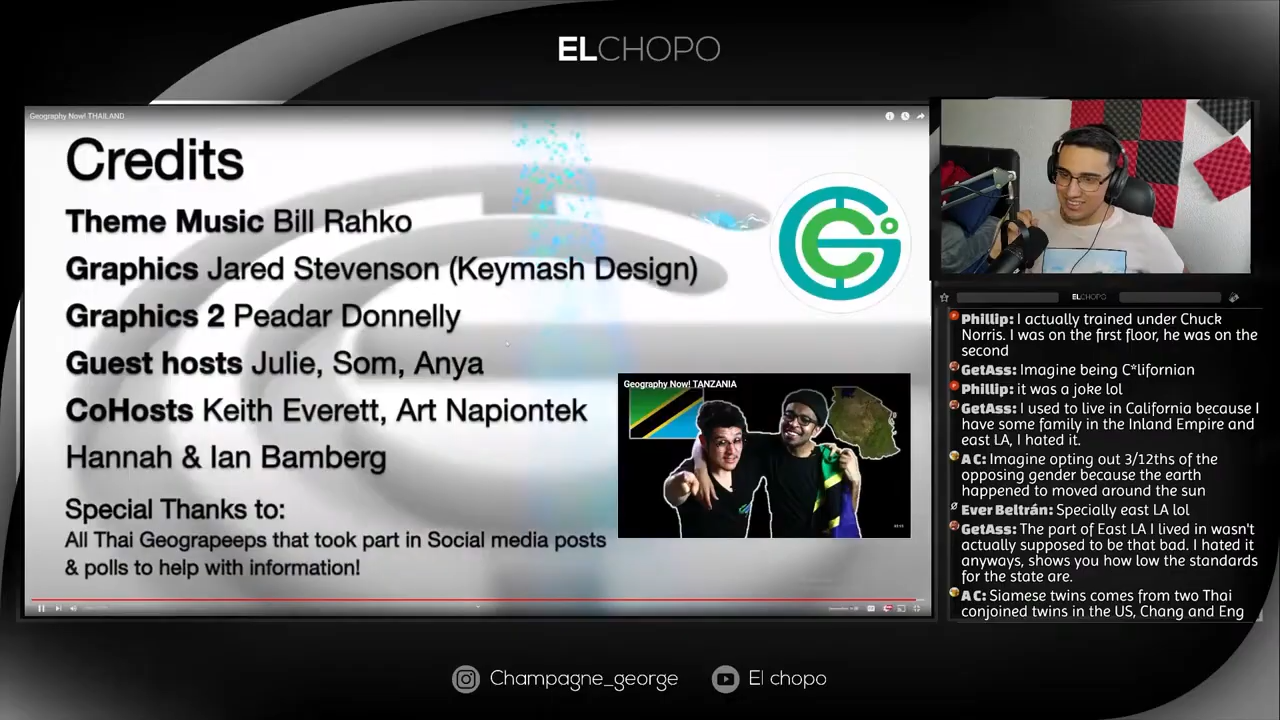 ELCHOPO
Geography Now! THAILAND
Credits
Theme Music Bill Rahko
Graphics Jared Stevenson (Keymash Design)
Graphics 2 Peadar Donnelly
Guest hosts Julie, Som, Anya
CoHosts Keith Everett, Art Napiontek
Hannah & Ian Bamberg
Special Thanks to:
All Thai Geograpeeps that took part in Social media posts
& polls to help with information!
Geography Now! TANZANIA
ELCHOPO
Phillip: I actually trained under Chuck
Norris. I was on the first floor, he was on the
second
GetAss: Imagine being C*lifornian
Phillip: it was a joke lol
GetAss: I used to live in California because I
have some family in the Inland Empire and
east LA, I hated it.
A C: Imagine opting out 3/12ths of the
opposing gender because the earth
happened to moved around the sun
Ever Beltrán: Specially east LA lol
GetAss: The part of East LA I lived in wasn't
actually supposed to be that bad. I hated it
anyways, shows you how low the standards
for the state are.
A C: Siamese twins comes from two Thai
conjoined twins in the US, Chang and Eng
Champagne_george
El chopo